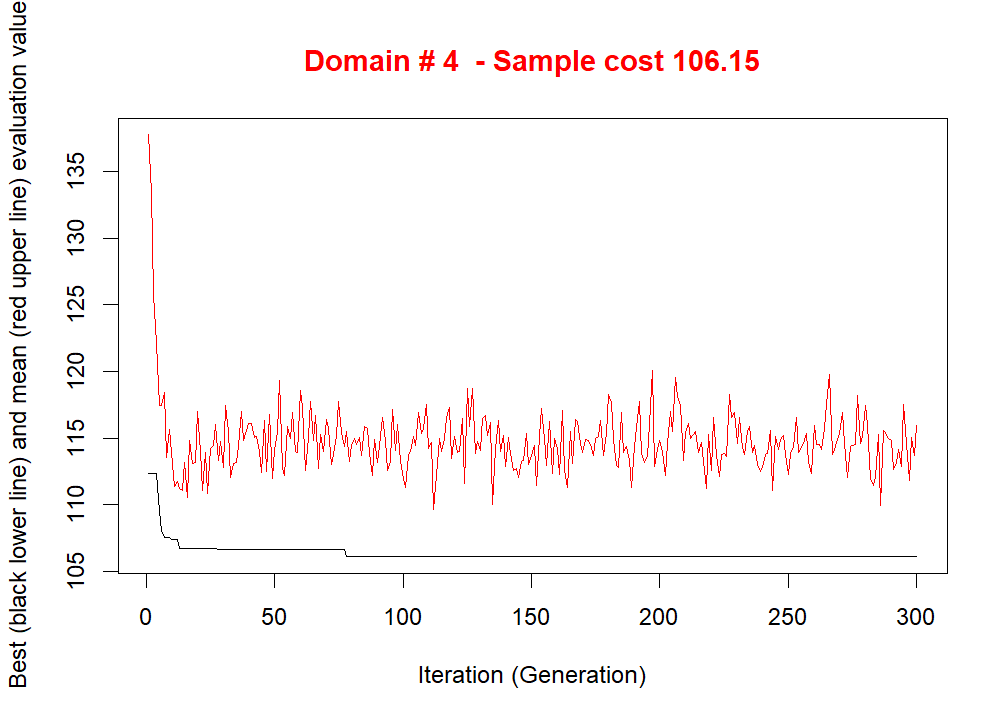 Domain # 4  - Sample cost 106.15
Best (black lower line) and mean (red upper line) evaluation value
135
130
125
120
115
110
105
0 50 100 150 200 250 300
Iteration (Generation)